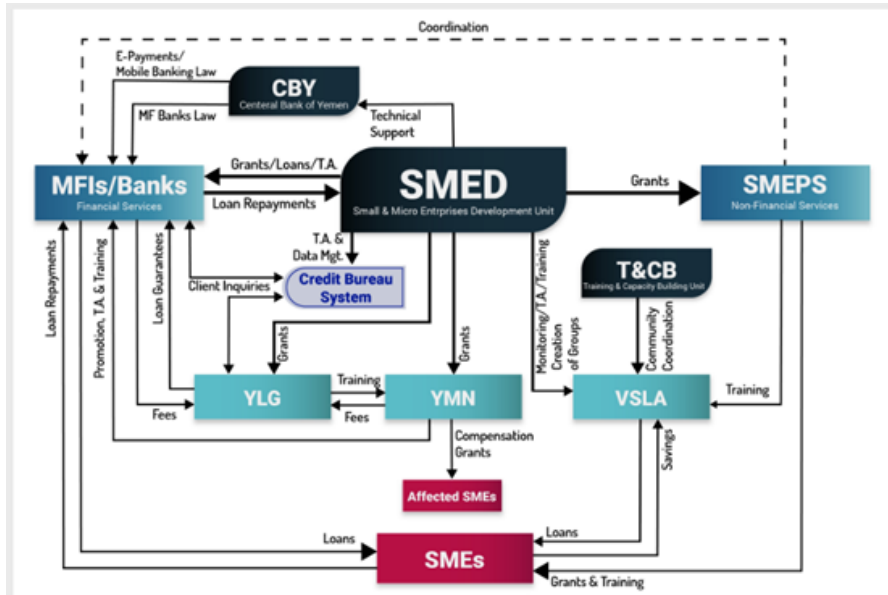 Coordination
E-Payments/
Mobile Banking Law
CBY
Centeral Bank of Yemen
MF Banks Law
Technical
Support
Grants/Loans/T.A.
MFIs/Banks
Financial Services
Loan Repayments
SMED
Small & Micro Entrprises Development Unit
Grants
SMEPS
Non-Financial Services
T.A. &
Data Mgt.
Credit Bureau
System
Client Inquiries
T&CB
Training & Capacity Building Unit
Loan Repayments
Promotion, T.A. & Training
Loan Guarantees
Grants
Grants
Monitoring/T.A./Training
Creation
of Groups
Community
Coordination
YLG
Training
Fees
YMN
VSLA
Training
Fees
Compensation
Grants
Savings
Affected SMEs
Loans
Loans
SMEs
Grants & Training